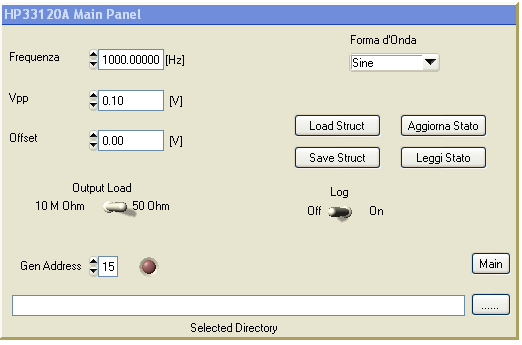 HP33120A Main Panel
Forma d'Onda
Frequenza 1000.00000 [Hz]
Sine
Vpp 0.10 [V]
Offset 0.00 [V]
Load Struct Aggiorna Stato
Save Struct Leggi Stato
Output Load
10 M Ohm 50 Ohm
Log
Off On
Gen Address 15
Main
......
Selected Directory